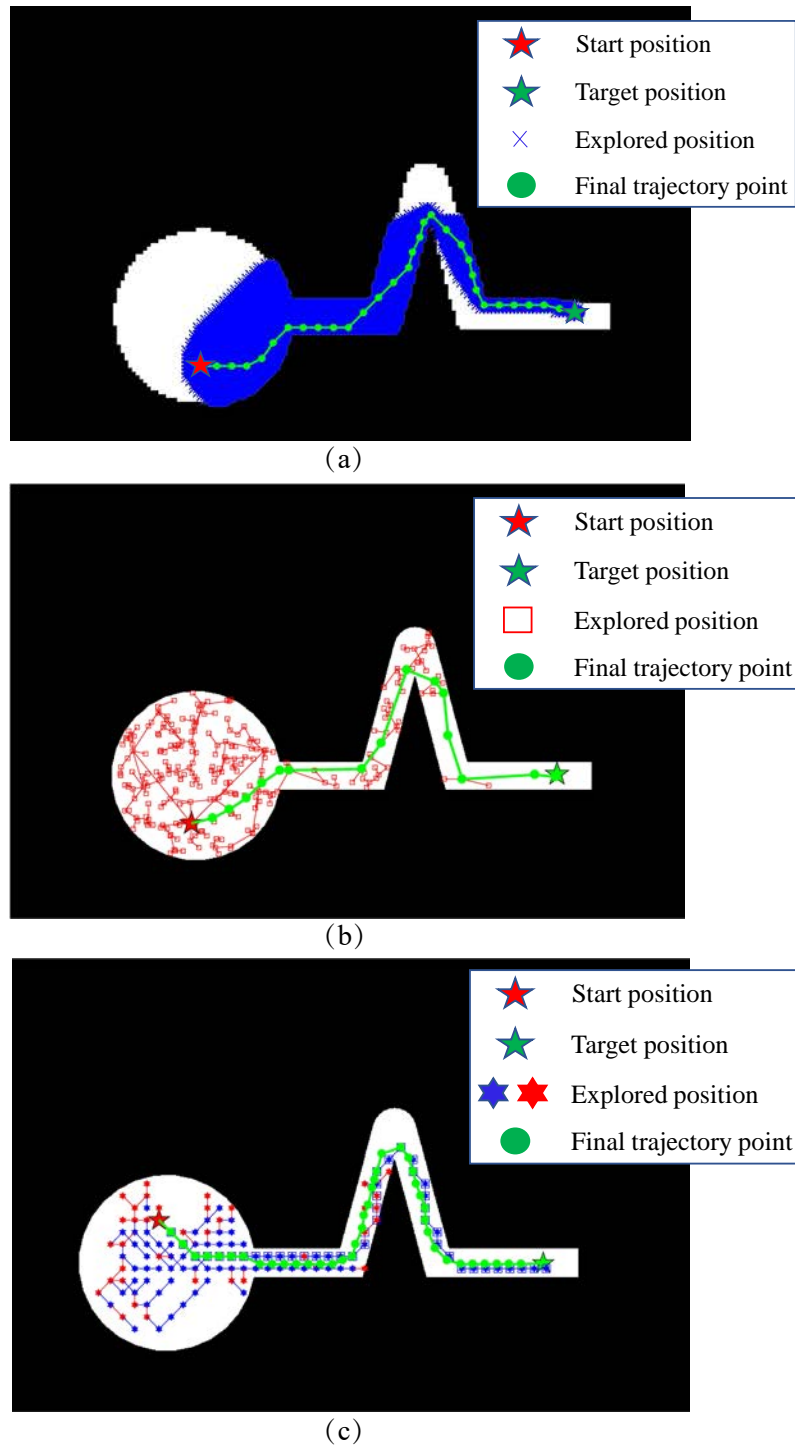 Start position
Target position
Explored position
Final trajectory point
(a)
Start position
Target position
Explored position
Final trajectory point
(b)
Start position
Target position
Explored position
Final trajectory point
(c)